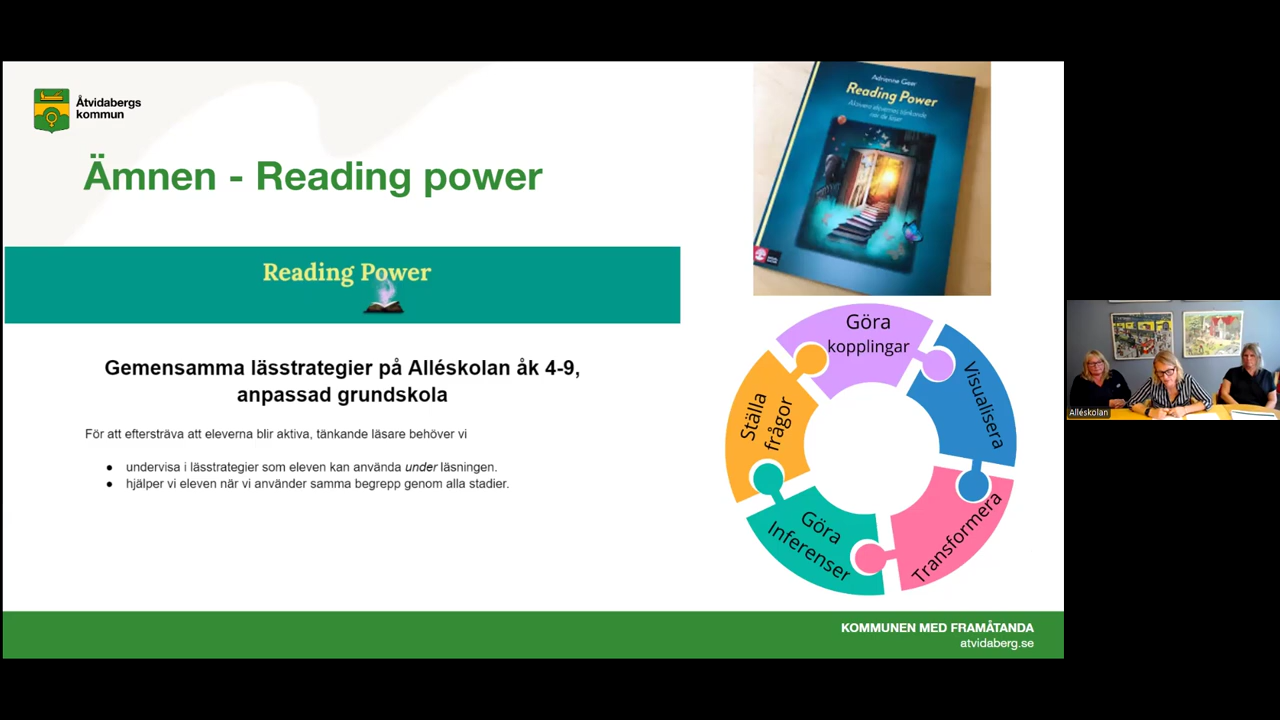 Åtvidabergs
kommun
Ämnen - Reading power
Adrienne Gear
Reading Power
Aktivera elevernas tänkande
när de läser
Reading Power
Gemensamma lässtrategier på Alléskolan åk 4-9,
anpassad grundskola
För att eftersträva att eleverna blir aktiva, tänkande läsare behöver vi
● undervisa i lässtrategier som eleven kan använda under läsningen.
● hjälper vi eleven när vi använder samma begrepp genom alla stadier.
Göra
kopplingar
Visualisera
Transformera
Göra
Inferenser
Ställa
frågor
Alléskolan
KOMMUNEN MED FRAMÅTANDA
atvidaberg.se